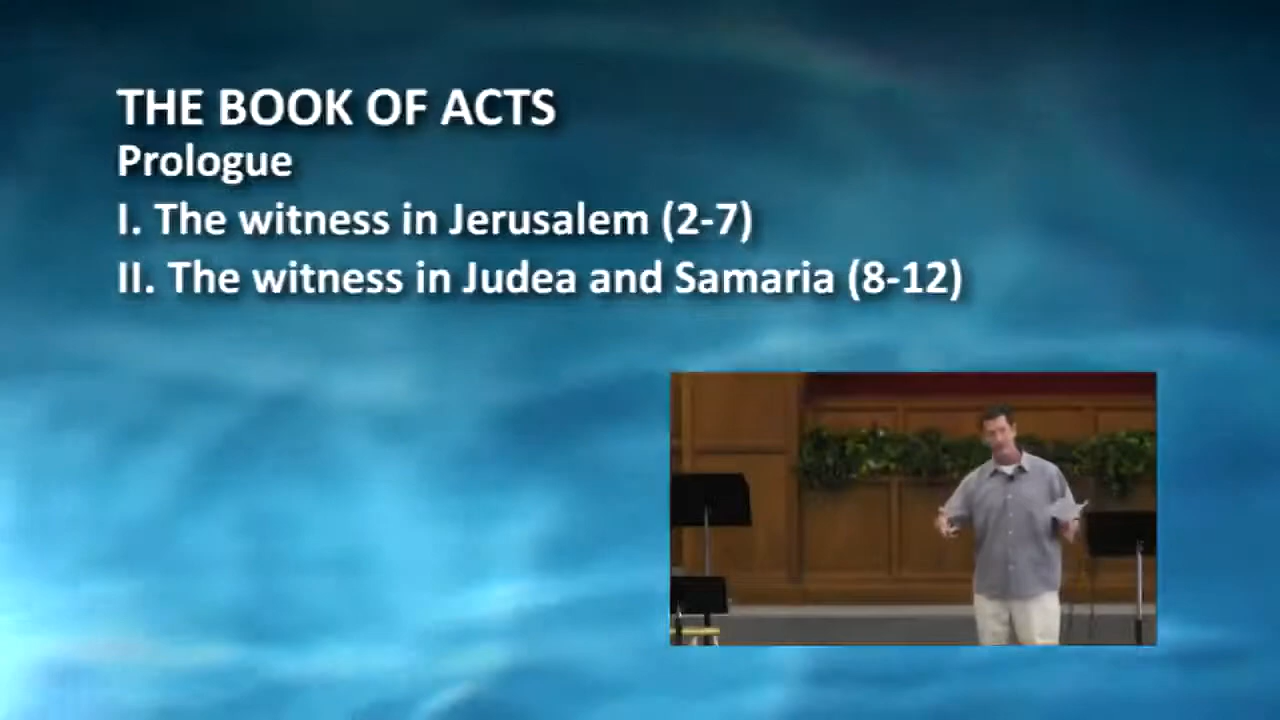 THE BOOK OF ACTS
Prologue
I. The witness in Jerusalem (2-7)
II. The witness in Judea and Samaria (8-12)